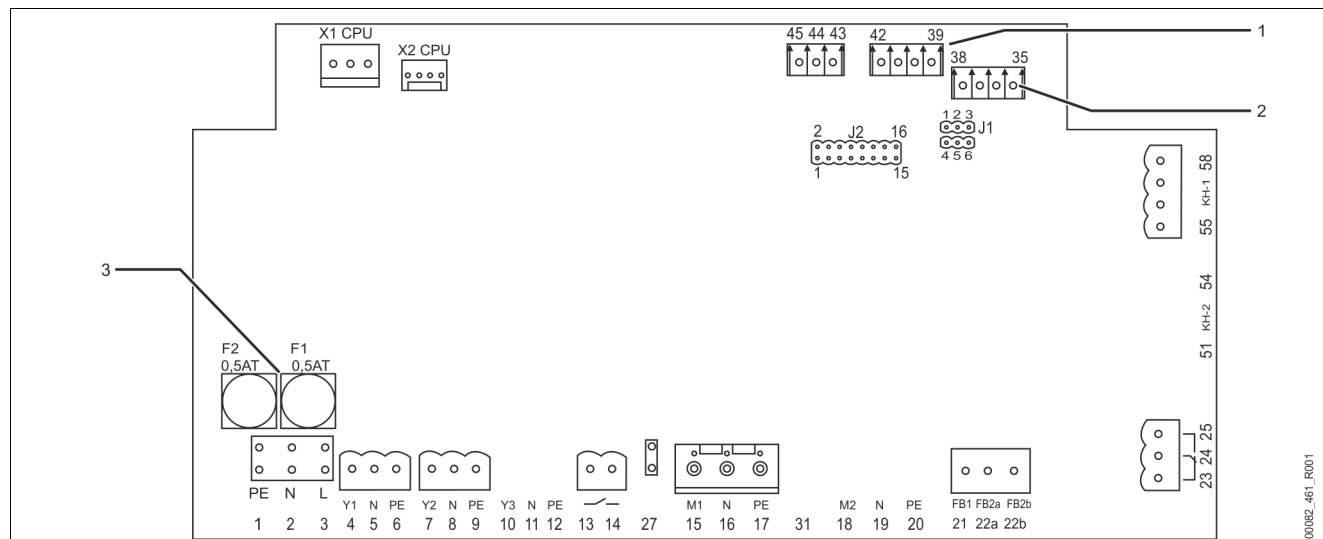 X1 CPU
X2 CPU
45 44 43
42 39
1
38 35
2
1 2 3
J1
4 5 6
2 J2 16
1 15
58
KH-1
55
54
KH-2
51
3
F2 F1
0,5AT 0,5AT
25
24
23
PE N L
Y1 N PE Y2 N PE Y3 N PE M1 N PE M2 N PE FB1 FB2a FB2b
1 2 3 4 5 6 7 8 9 10 11 12 13 14 27 15 16 17 31 18 19 20 21 22a 22b
00082_461_R001